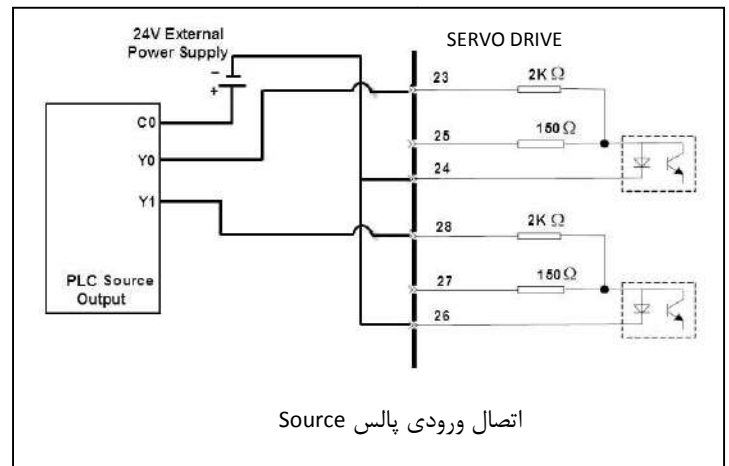 24V External
Power Supply
SERVO DRIVE
−
+
23
2K Ω
C0
25
150 Ω
Y0
24
Y1
28
2K Ω
27
150 Ω
PLC Source
Output
26
اتصال ورودی پالس Source